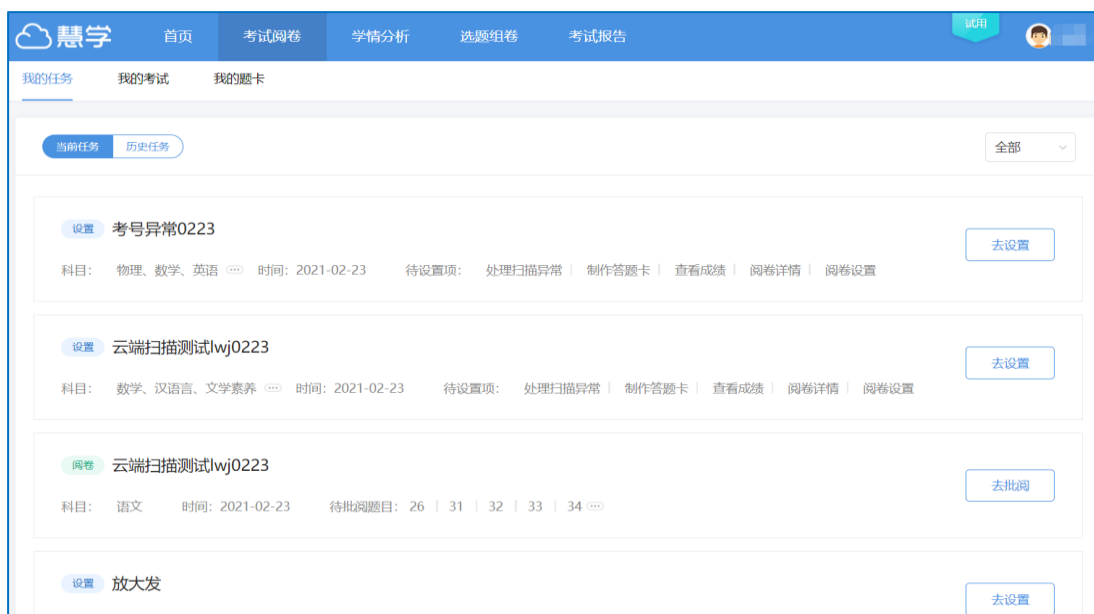 慧学 首页 考试阅卷 学情分析 选题组卷 考试报告 试用
我的任务 我的考试 我的题卡
当前任务 历史任务 全部
设置 考号异常0223
去设置
科目： 物理、数学、英语 时间：2021-02-23 待设置项： 处理扫描异常 | 制作答题卡 | 查看成绩 | 阅卷详情 | 阅卷设置
设置 云端扫描测试lwj0223
去设置
科目： 数学、汉语言、文学素养 时间：2021-02-23 待设置项： 处理扫描异常 | 制作答题卡 | 查看成绩 | 阅卷详情 | 阅卷设置
阅卷 云端扫描测试lwj0223
去批阅
科目： 语文 时间：2021-02-23 待批阅题目： 26 | 31 | 32 | 33 | 34
设置 放大发
去设置